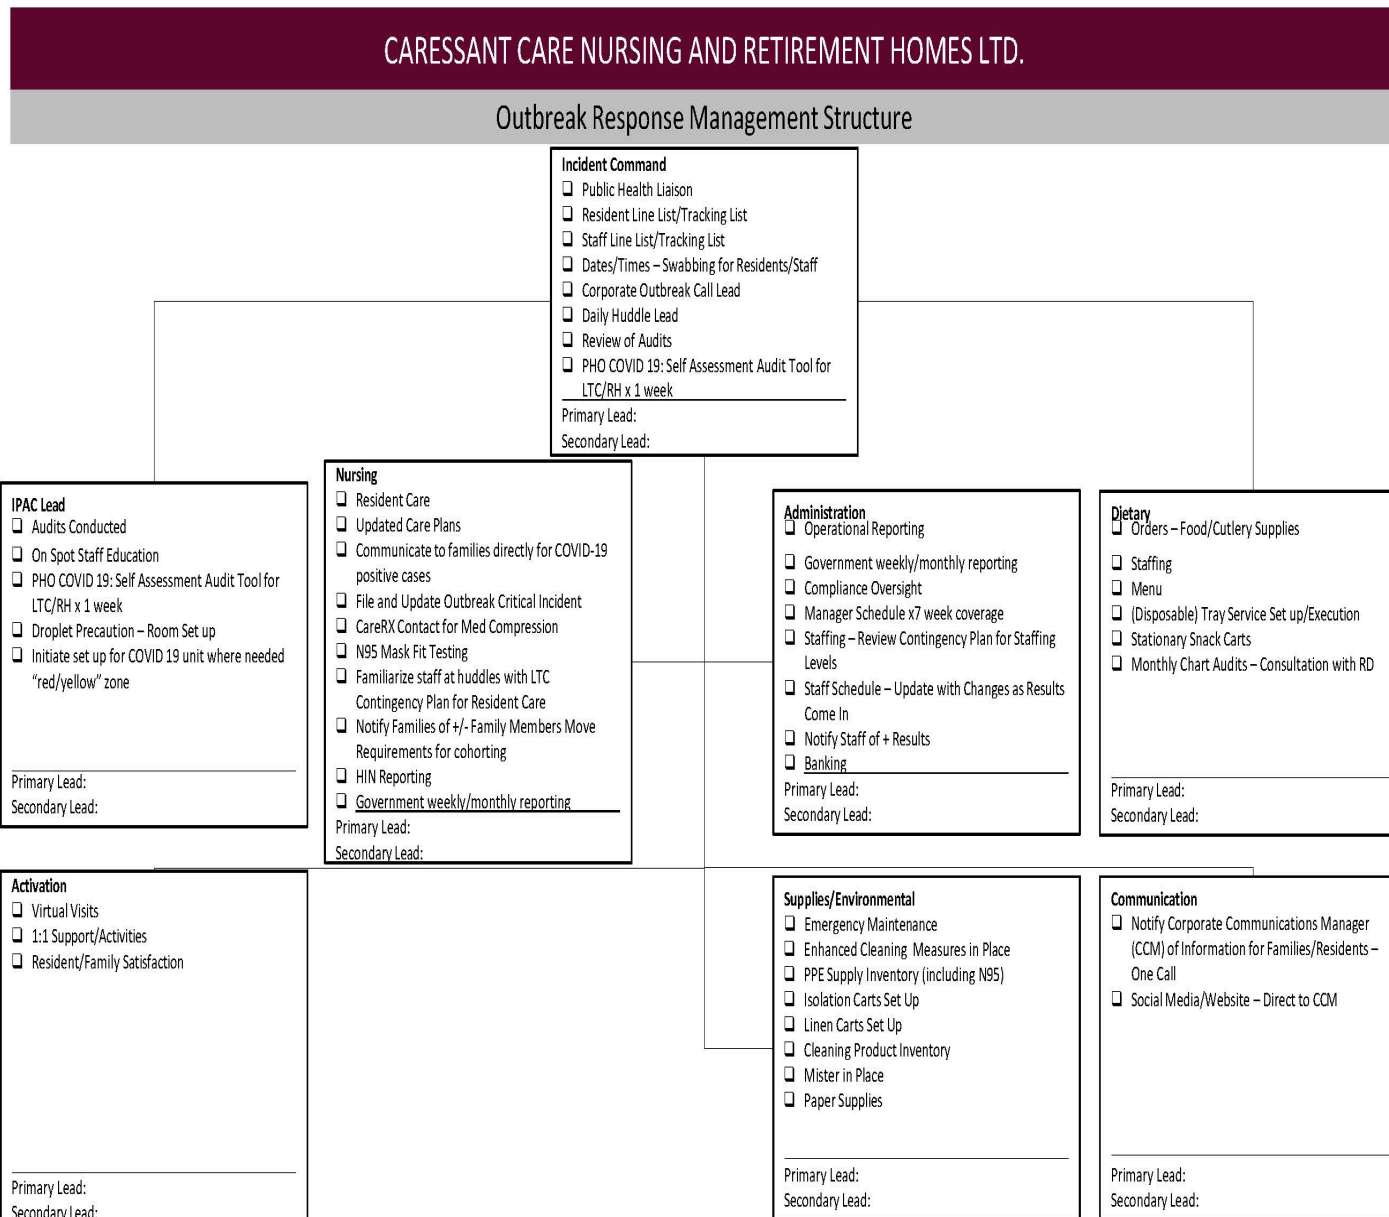 CARESSANT CARE NURSING AND RETIREMENT HOMES LTD.
Outbreak Response Management Structure
Incident Command
❑ Public Health Liaison
❑ Resident Line List/Tracking List
❑ Staff Line List/Tracking List
❑ Dates/Times – Swabbing for Residents/Staff
❑ Corporate Outbreak Call Lead
❑ Daily Huddle Lead
❑ Review of Audits
❑ PHO COVID 19: Self Assessment Audit Tool for
LTC/RH x 1 week
Primary Lead:
Secondary Lead:
IPAC Lead
❑ Audits Conducted
❑ On Spot Staff Education
❑ PHO COVID 19: Self Assessment Audit Tool for
LTC/RH x 1 week
❑ Droplet Precaution – Room Set up
❑ Initiate set up for COVID 19 unit where needed
“red/yellow” zone
Primary Lead:
Secondary Lead:
Nursing
❑ Resident Care
❑ Updated Care Plans
❑ Communicate to families directly for COVID-19
positive cases
❑ File and Update Outbreak Critical Incident
❑ CareRX Contact for Med Compression
❑ N95 Mask Fit Testing
❑ Familiarize staff at huddles with LTC
Contingency Plan for Resident Care
❑ Notify Families of +/- Family Members Move
Requirements for cohorting
❑ HIN Reporting
❑ Government weekly/monthly reporting
Primary Lead:
Secondary Lead:
Administration
❑ Operational Reporting
❑ Government weekly/monthly reporting
❑ Compliance Oversight
❑ Manager Schedule x7 week coverage
❑ Staffing – Review Contingency Plan for Staffing
Levels
❑ Staff Schedule – Update with Changes as Results
Come In
❑ Notify Staff of + Results
❑ Banking
Primary Lead:
Secondary Lead:
Dietary
❑ Orders – Food/Cutlery Supplies
❑ Staffing
❑ Menu
❑ (Disposable) Tray Service Set up/Execution
❑ Stationary Snack Carts
❑ Monthly Chart Audits – Consultation with RD
Primary Lead:
Secondary Lead:
Activation
❑ Virtual Visits
❑ 1:1 Support/Activities
❑ Resident/Family Satisfaction
Primary Lead:
Secondary Lead:
Supplies/Environmental
❑ Emergency Maintenance
❑ Enhanced Cleaning Measures in Place
❑ PPE Supply Inventory (including N95)
❑ Isolation Carts Set Up
❑ Linen Carts Set Up
❑ Cleaning Product Inventory
❑ Mister in Place
❑ Paper Supplies
Primary Lead:
Secondary Lead:
Communication
❑ Notify Corporate Communications Manager
(CCM) of Information for Families/Residents –
One Call
❑ Social Media/Website – Direct to CCM
Primary Lead:
Secondary Lead: